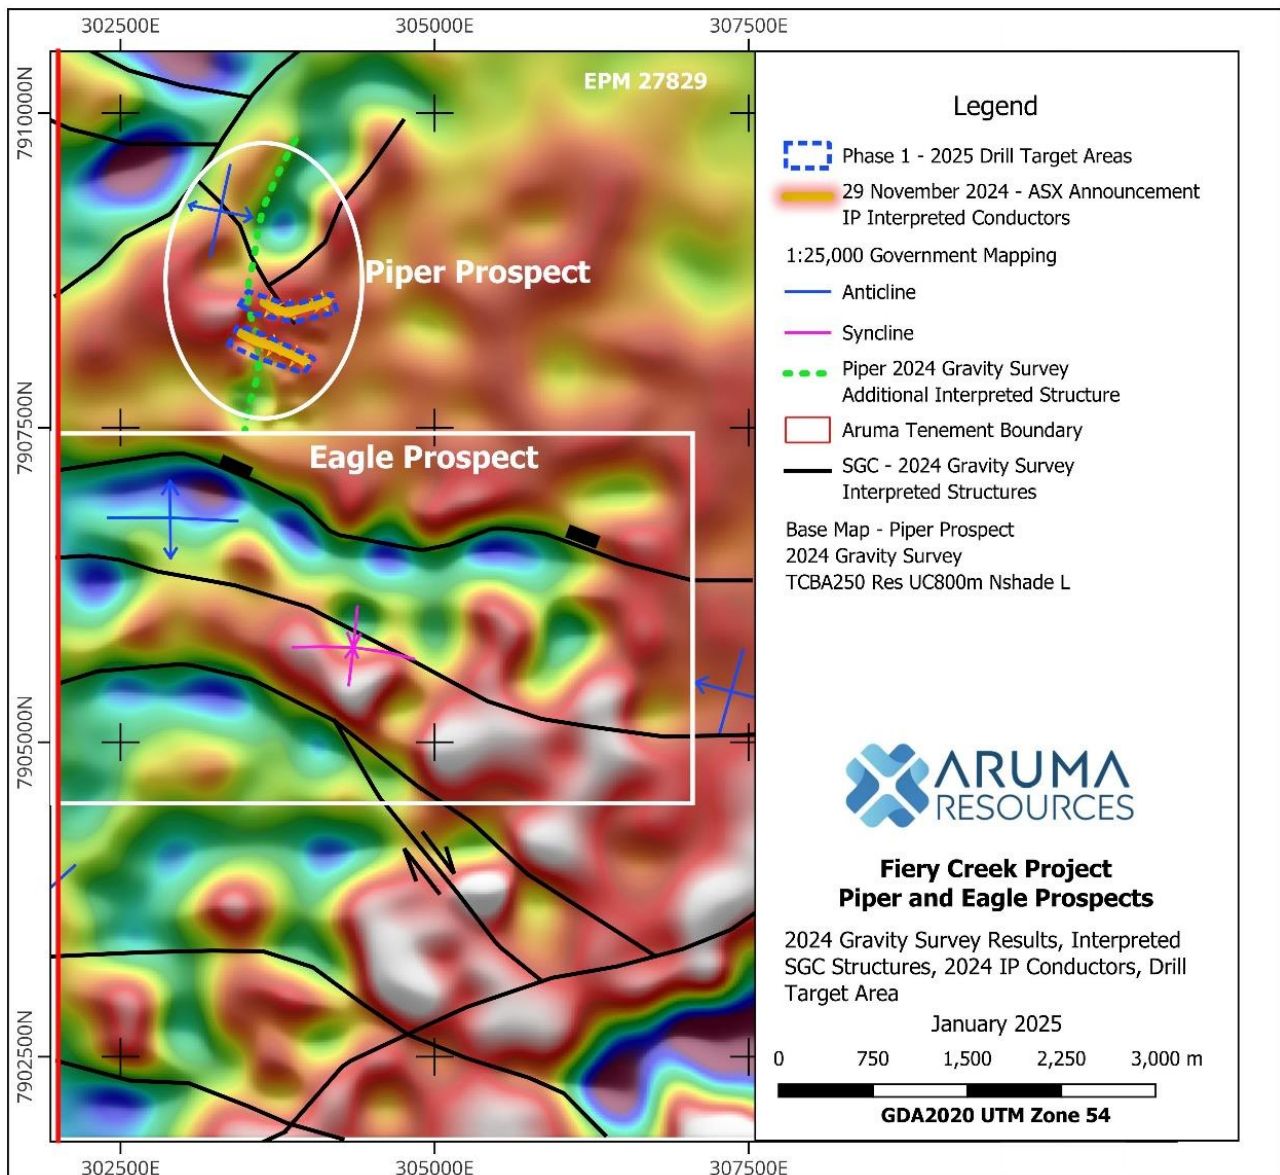 302500E
305000E
307500E
7910000N
7907500N
7905000N
7902500N
EPM 27829
Piper Prospect
Eagle Prospect
302500E
305000E
307500E
Legend
Phase 1 - 2025 Drill Target Areas
29 November 2024 - ASX Announcement
IP Interpreted Conductors
1:25,000 Government Mapping
Anticline
Syncline
Piper 2024 Gravity Survey
Additional Interpreted Structure
Aruma Tenement Boundary
SGC - 2024 Gravity Survey
Interpreted Structures
Base Map - Piper Prospect
2024 Gravity Survey
TCBA250 Res UC800m Nshade L
ARUMA
RESOURCES
Fiery Creek Project
Piper and Eagle Prospects
2024 Gravity Survey Results, Interpreted
SGC Structures, 2024 IP Conductors, Drill
Target Area
January 2025
0 750 1,500 2,250 3,000 m
GDA2020 UTM Zone 54